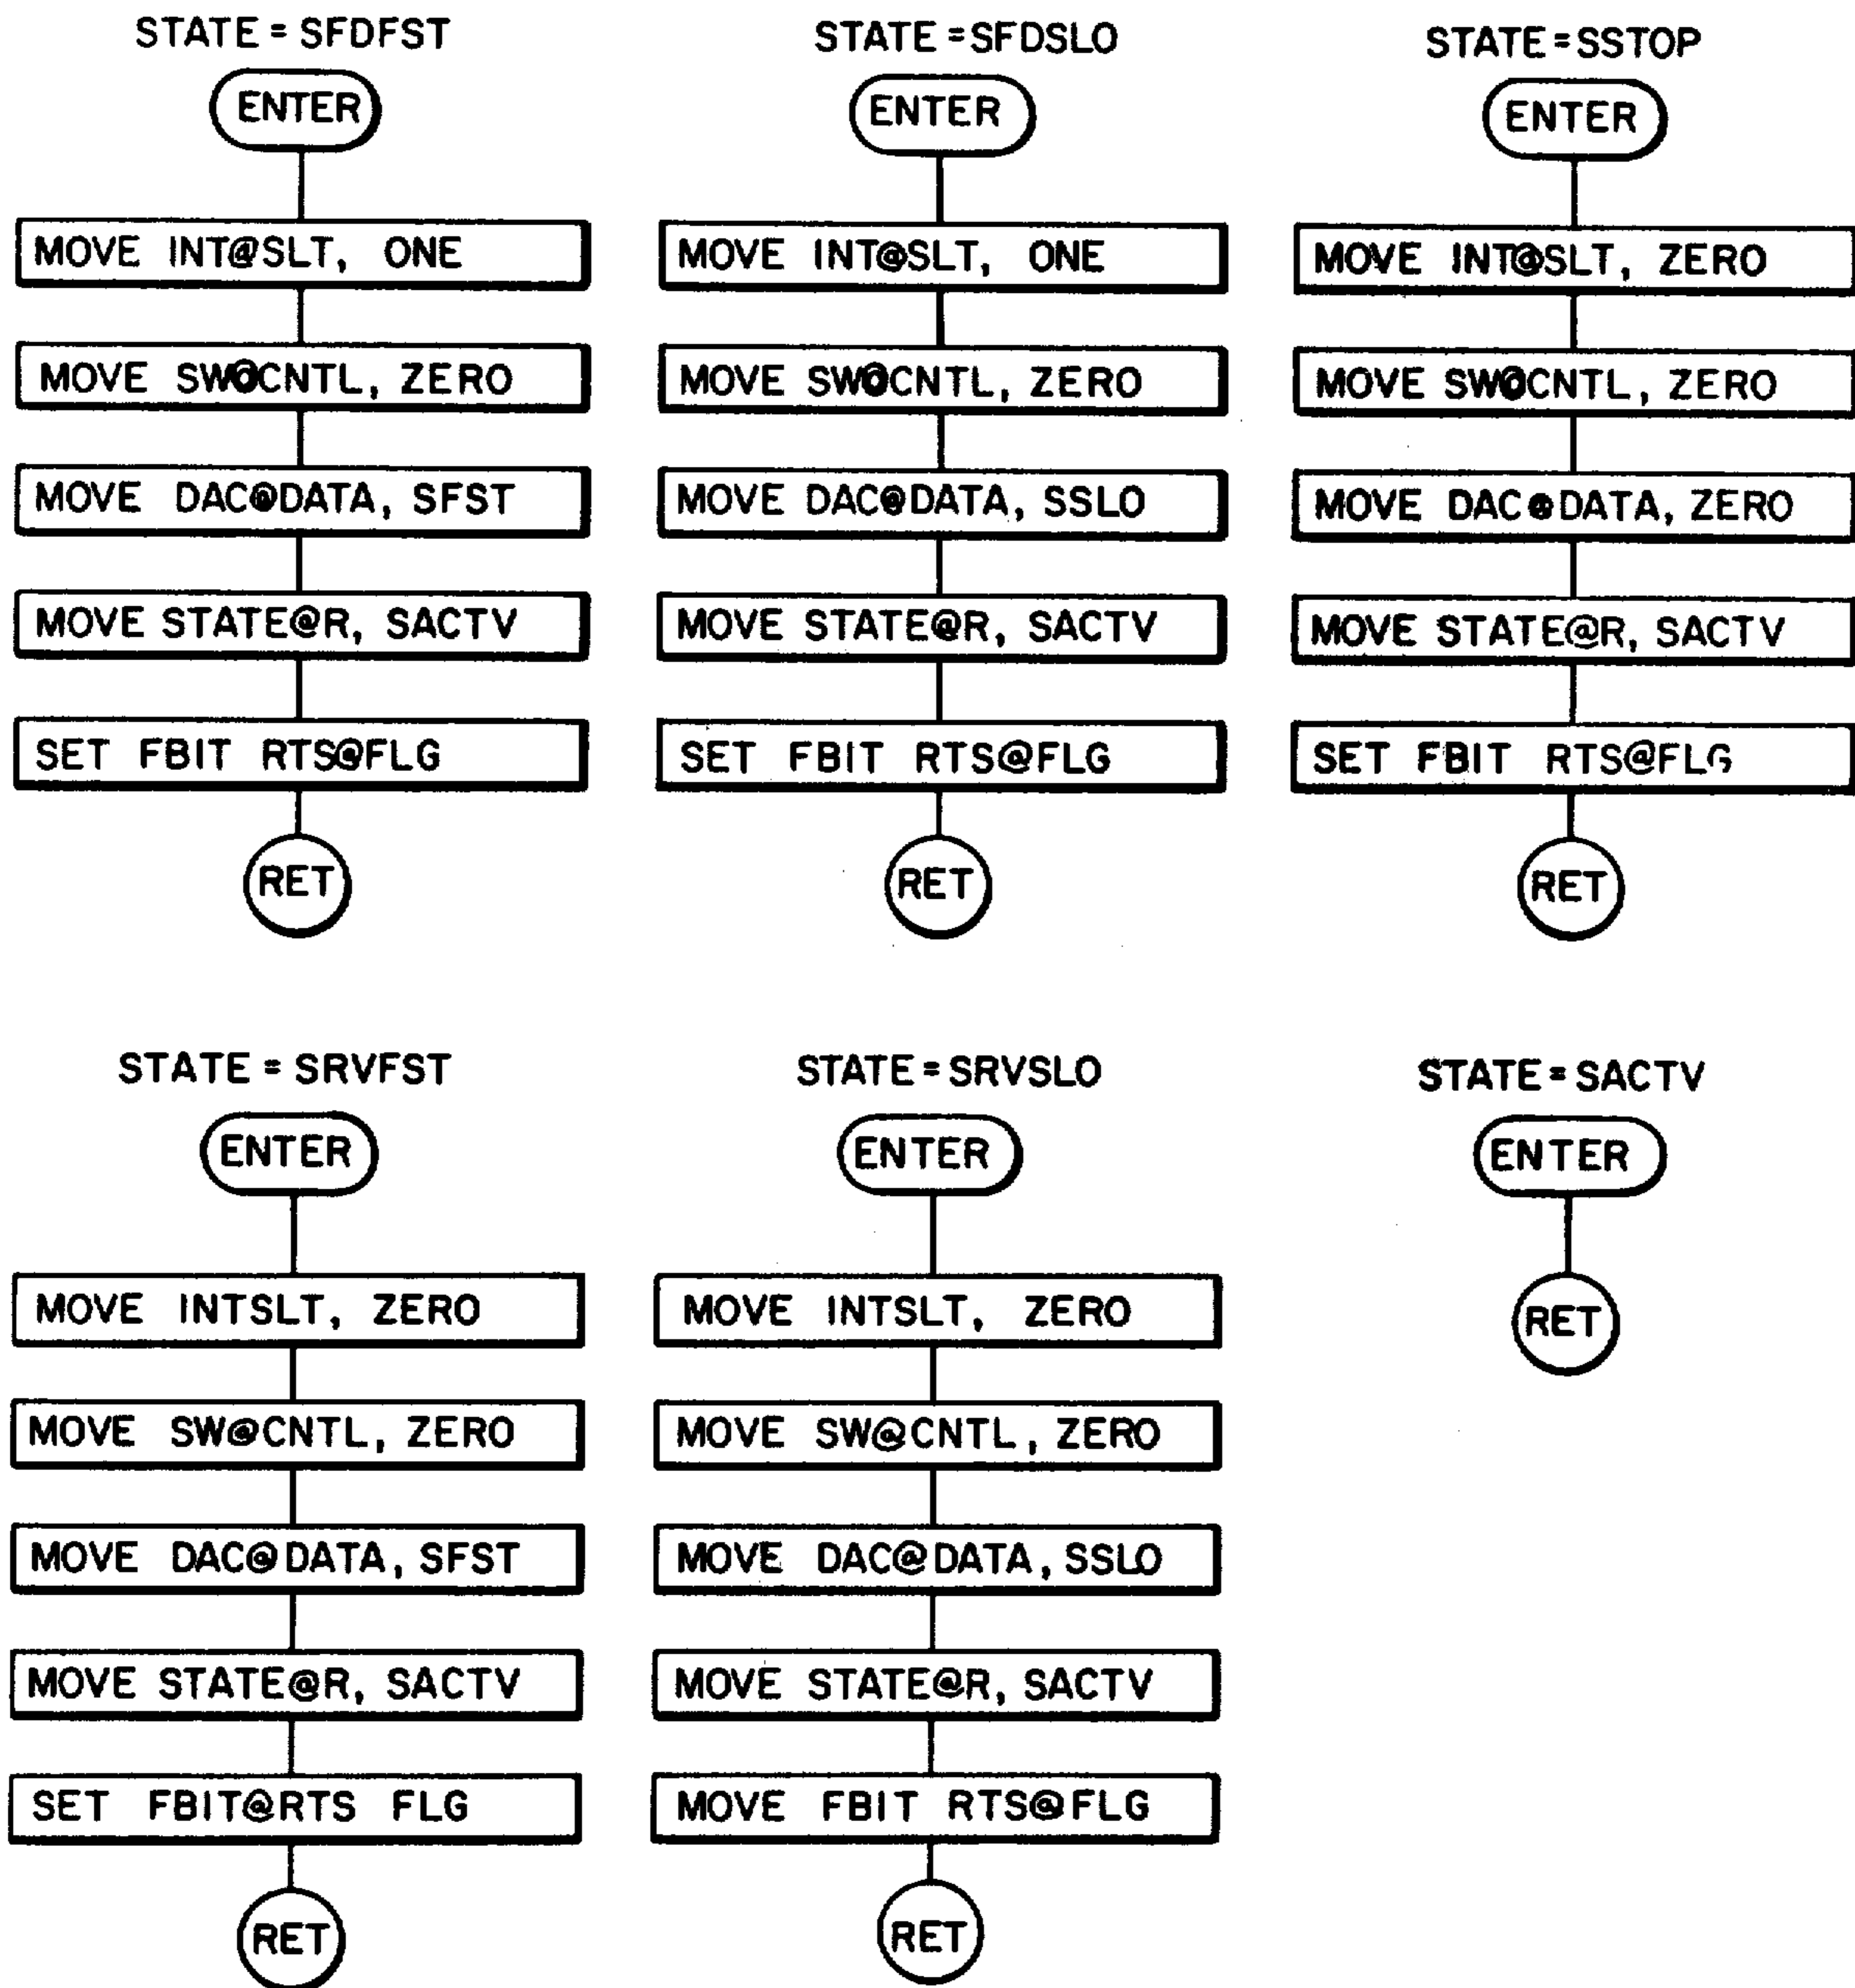 STATE = SFDFST
ENTER
MOVE INT@SLT, ONE
MOVE SW@CNTL, ZERO
MOVE DAC@DATA, SFST
MOVE STATE@R, SACTV
SET FBIT RTS@FLG
RET
STATE = SFDSLO
ENTER
MOVE INT@SLT, ONE
MOVE SW@CNTL, ZERO
MOVE DAC@DATA, SSLO
MOVE STATE@R, SACTV
SET FBIT RTS@FLG
RET
STATE = SSTOP
ENTER
MOVE INT@SLT, ZERO
MOVE SW@CNTL, ZERO
MOVE DAC@DATA, ZERO
MOVE STATE@R, SACTV
SET FBIT RTS@FLG
RET
STATE = SRVFST
ENTER
MOVE INTSLT, ZERO
MOVE SW@CNTL, ZERO
MOVE DAC@DATA, SFST
MOVE STATE@R, SACTV
SET FBIT@RTS FLG
RET
STATE = SRVSLO
ENTER
MOVE INTSLT, ZERO
MOVE SW@CNTL, ZERO
MOVE DAC@DATA, SSLO
MOVE STATE@R, SACTV
MOVE FBIT RTS@FLG
RET
STATE = SACTV
ENTER
RET